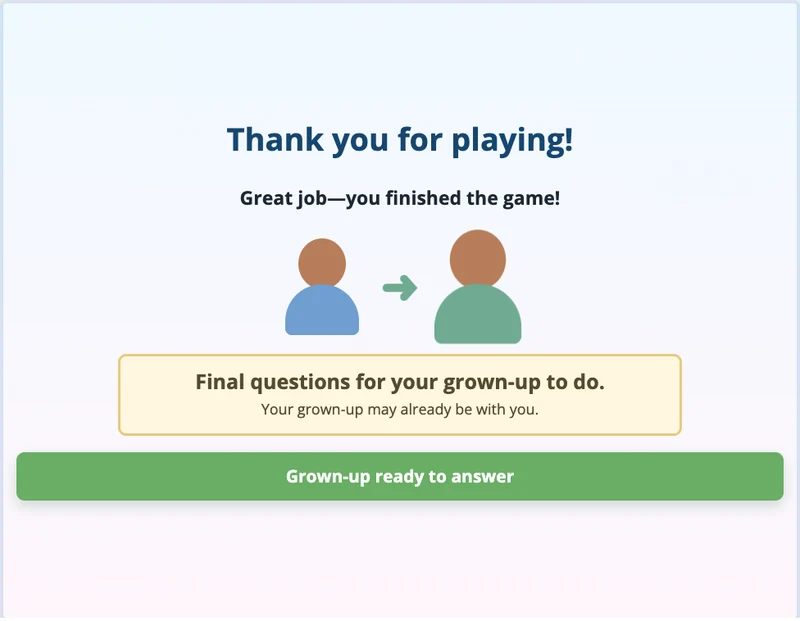 Thank you for playing!
Great job—you finished the game!
Final questions for your grown-up to do.
Your grown-up may already be with you.
Grown-up ready to answer